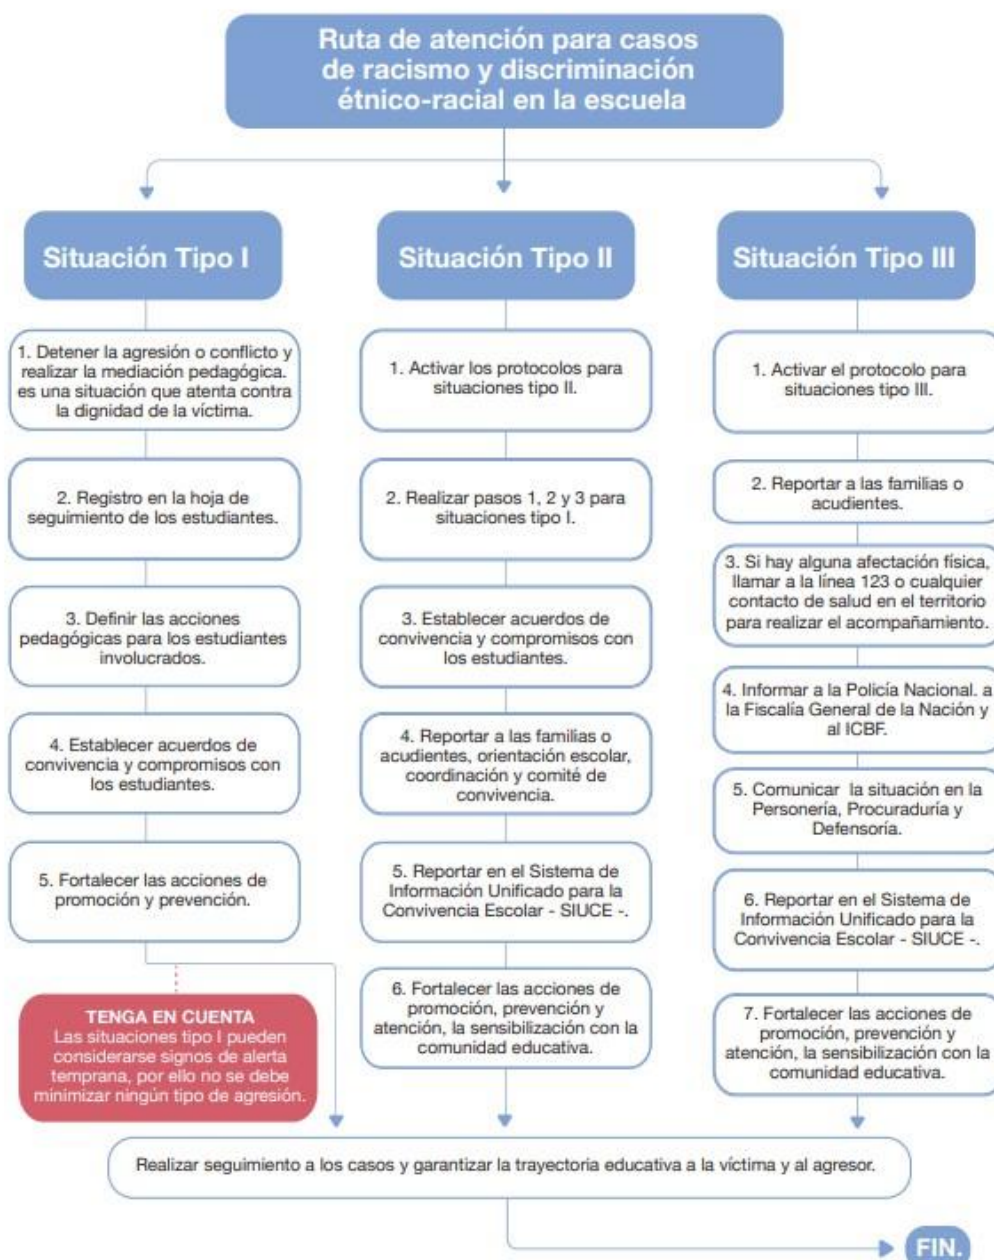 Ruta de atención para casos
de racismo y discriminación
étnico-racial en la escuela
Situación Tipo I
1. Detener la agresión o conflicto y
realizar la mediación pedagógica.
es una situación que atenta contra
la dignidad de la víctima.
2. Registro en la hoja de
seguimiento de los estudiantes.
3. Definir las acciones
pedagógicas para los estudiantes
involucrados.
4. Establecer acuerdos de
convivencia y compromisos con
los estudiantes.
5. Fortalecer las acciones de
promoción y prevención.
TENGA EN CUENTA
Las situaciones tipo I pueden
considerarse signos de alerta
temprana, por ello no se debe
minimizar ningún tipo de agresión.
Situación Tipo II
1. Activar los protocolos para
situaciones tipo II.
2. Realizar pasos 1, 2 y 3 para
situaciones tipo I.
3. Establecer acuerdos de
convivencia y compromisos con
los estudiantes.
4. Reportar a las familias o
acudientes, orientación escolar,
coordinación y comité de
convivencia.
5. Reportar en el Sistema de
Información Unificado para la
Convivencia Escolar - SIUCE -.
6. Fortalecer las acciones de
promoción, prevención y
atención, la sensibilización con la
comunidad educativa.
Situación Tipo III
1. Activar el protocolo para
situaciones tipo III.
2. Reportar a las familias o
acudientes.
3. Si hay alguna afectación física,
llamar a la línea 123 o cualquier
contacto de salud en el territorio
para realizar el acompañamiento.
4. Informar a la Policía Nacional. a
la Fiscalía General de la Nación y
al ICBF.
5. Comunicar la situación en la
Personería, Procuraduría y
Defensoría.
6. Reportar en el Sistema de
Información Unificado para la
Convivencia Escolar - SIUCE -.
7. Fortalecer las acciones de
promoción, prevención y
atención, la sensibilización con la
comunidad educativa.
Realizar seguimiento a los casos y garantizar la trayectoria educativa a la víctima y al agresor.
FIN.